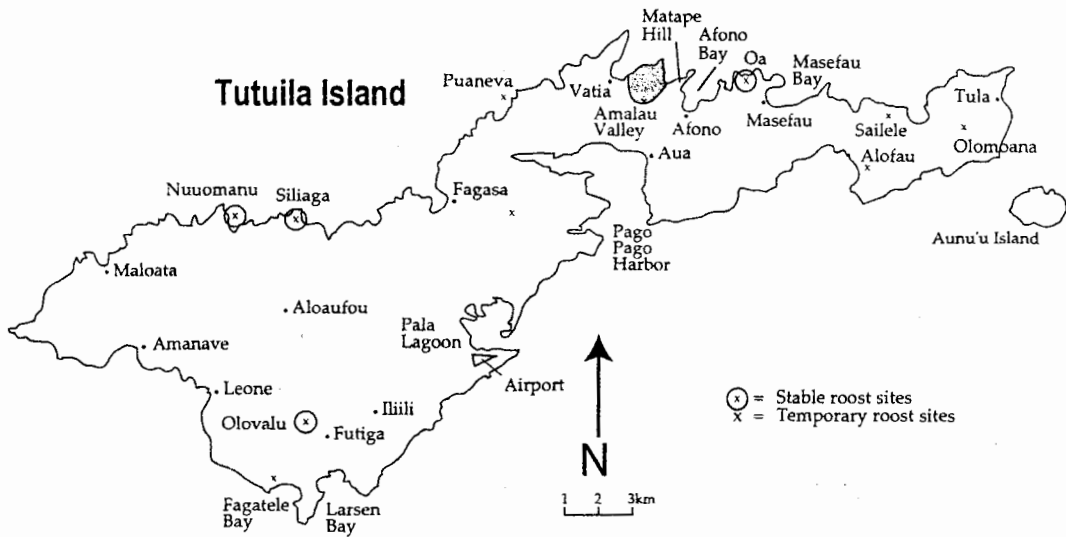 Tutuila Island
Matape
Hill
Afono
Bay
Oa
Masefau
Bay
Puaneva
Vatia
Amalau
Valley
Afono
Masefau
Sailele
Tula
Olomoana
Aua
Alofau
Nuuomanu
Siliaga
Fagasa
Aunu'u Island
Pago
Pago
Harbor
Maloata
Aloaufou
Pala
Lagoon
Amanave
Airport
Leone
Iliili
Olovalu
Futiga
x = Stable roost sites
x = Temporary roost sites
N
1 2 3km
Fagatele
Bay
Larsen
Bay